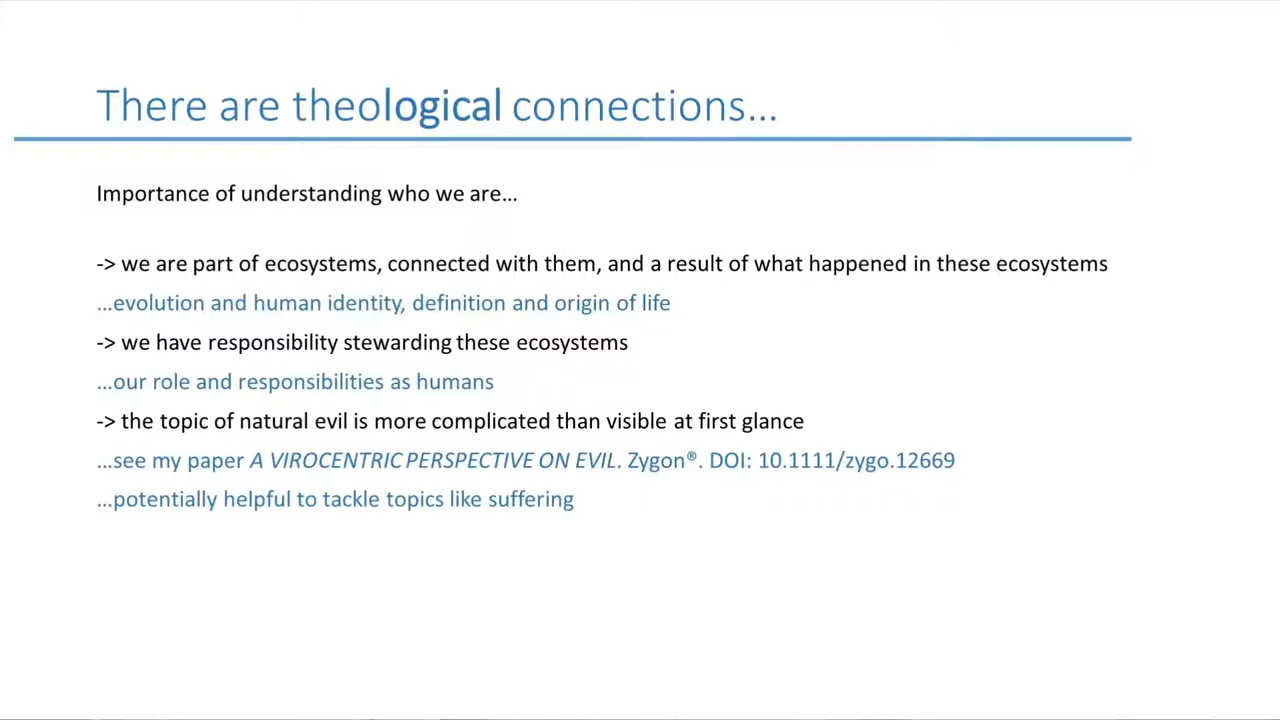 There are theological connections...
Importance of understanding who we are...
-> we are part of ecosystems, connected with them, and a result of what happened in these ecosystems
...evolution and human identity, definition and origin of life
-> we have responsibility stewarding these ecosystems
...our role and responsibilities as humans
-> the topic of natural evil is more complicated than visible at first glance
...see my paper A VIROCENTRIC PERSPECTIVE ON EVIL. Zygon®. DOI: 10.1111/zygo.12669
...potentially helpful to tackle topics like suffering